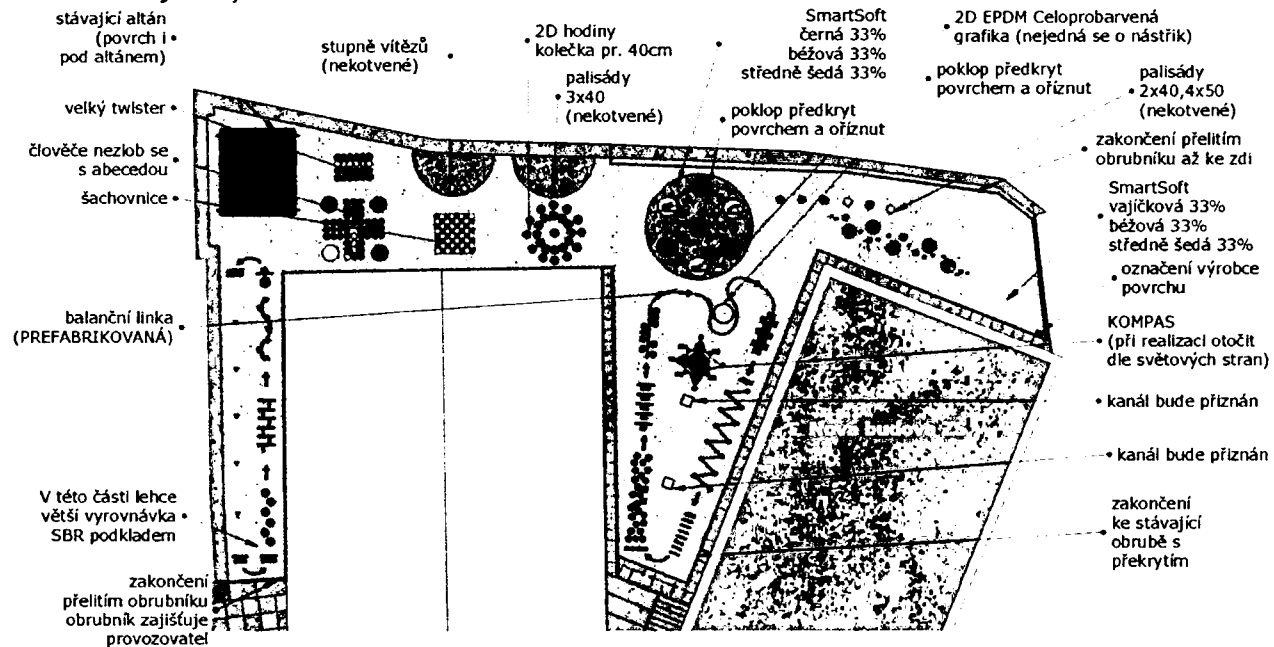 stávající altán
(povrch i
pod altánem)
stupně vítězů
(nekotvené)
2D hodiny
kolečka pr. 40cm
palisády
3x40
(nekotvené)
SmartSoft
černá 33%
béžová 33%
středně šedá 33%
poklop předkryt
povrchem a oříznut
2D EPDM Celoprobarvená
grafika (nejedná se o nástřik)
poklop předkryt
povrchem a oříznut
palisády
2x40,4x50
(nekotvené)
velký twister
člověče nezlob se
s abecedou
šachovnice
zakončení přelitím
obrubníku až ke zdi
SmartSoft
vajíčková 33%
béžová 33%
středně šedá 33%
označení výrobce
povrchu
balanční linka
(PREFABRIKOVANÁ)
KOMPAS
(při realizaci otočit
dle světových stran)
kanál bude přiznán
Nová budova ZŠ
kanál bude přiznán
V této části lehce
větší vyrovnávka
SBR podkladem
zakončení
ke stávající
obrubě s
překrytím
zakončení
přelitím obrubníku
obrubník zajišťuje
provozovatel